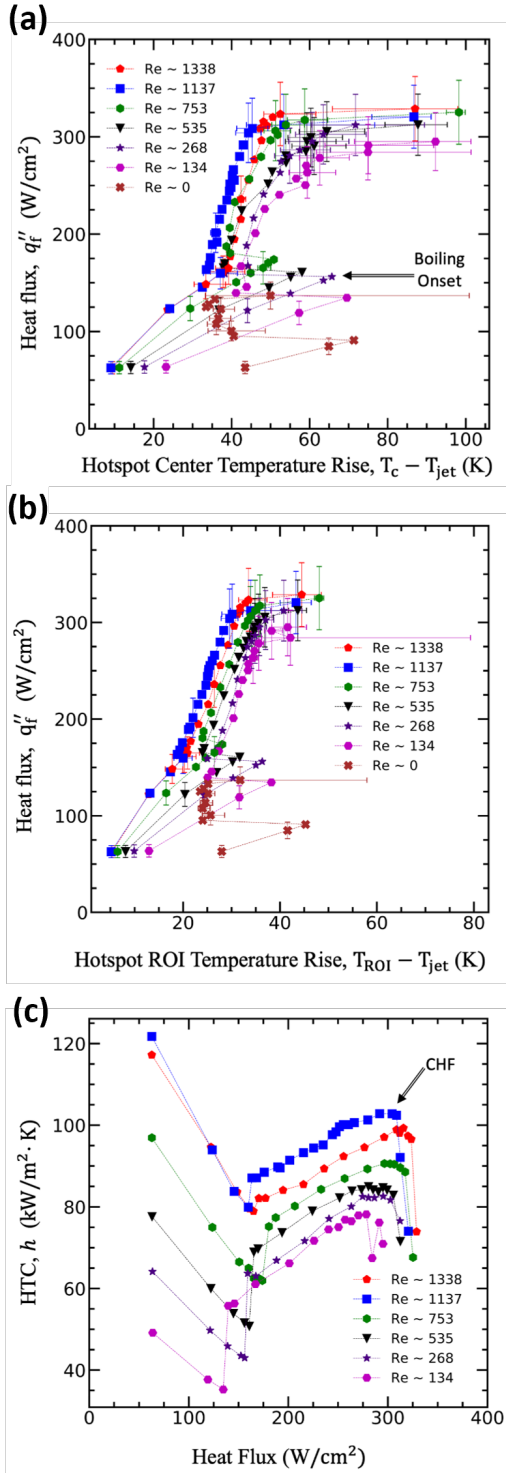 (a)
400
300
200
100
0
Heat flux, q″f (W/cm²)
Re ~ 1338
Re ~ 1137
Re ~ 753
Re ~ 535
Re ~ 268
Re ~ 134
Re ~ 0
Boiling
Onset
20 40 60 80 100
Hotspot Center Temperature Rise, Tc − Tjet (K)
(b)
400
300
200
100
0
Heat flux, q″f (W/cm²)
Re ~ 1338
Re ~ 1137
Re ~ 753
Re ~ 535
Re ~ 268
Re ~ 134
Re ~ 0
20 40 60 80
Hotspot ROI Temperature Rise, TROI − Tjet (K)
(c)
120
100
80
60
40
HTC, h (kW/m² · K)
CHF
Re ~ 1338
Re ~ 1137
Re ~ 753
Re ~ 535
Re ~ 268
Re ~ 134
0 100 200 300 400
Heat Flux (W/cm²)